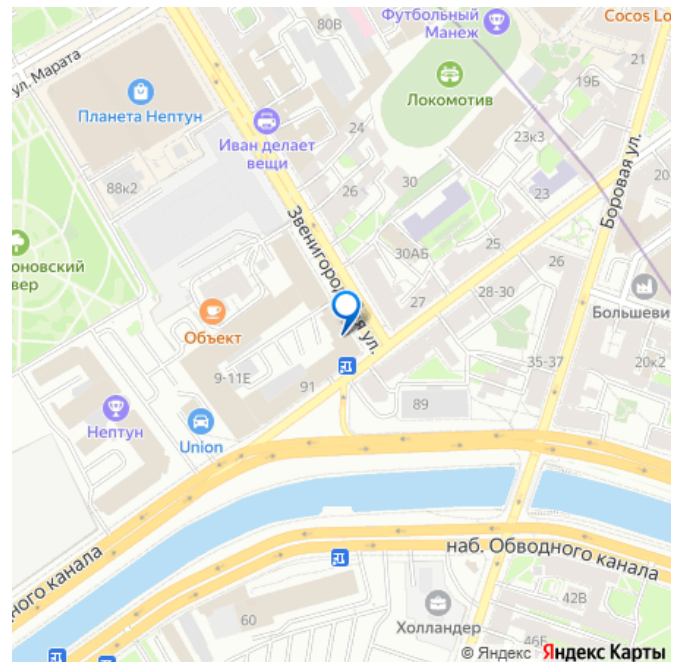 Футбольный
Манеж
Cocos Lo
80В
21
ул. Марата
19Б
Локомотив
Планета Нептун
24
23к3
Иван делает
вещи
Боровая ул.
20
88к2
26
30
23
Звенигородская ул.
оновский
вер
30АБ
25
26
27
28-30
Большеви
Объект
35-37
20к2
9-11Е
91
89
Нептун
Union
дного канала
наб. Обводного канала
60
42В
Холландер
46Б
© Яндекс Яндекс Карты